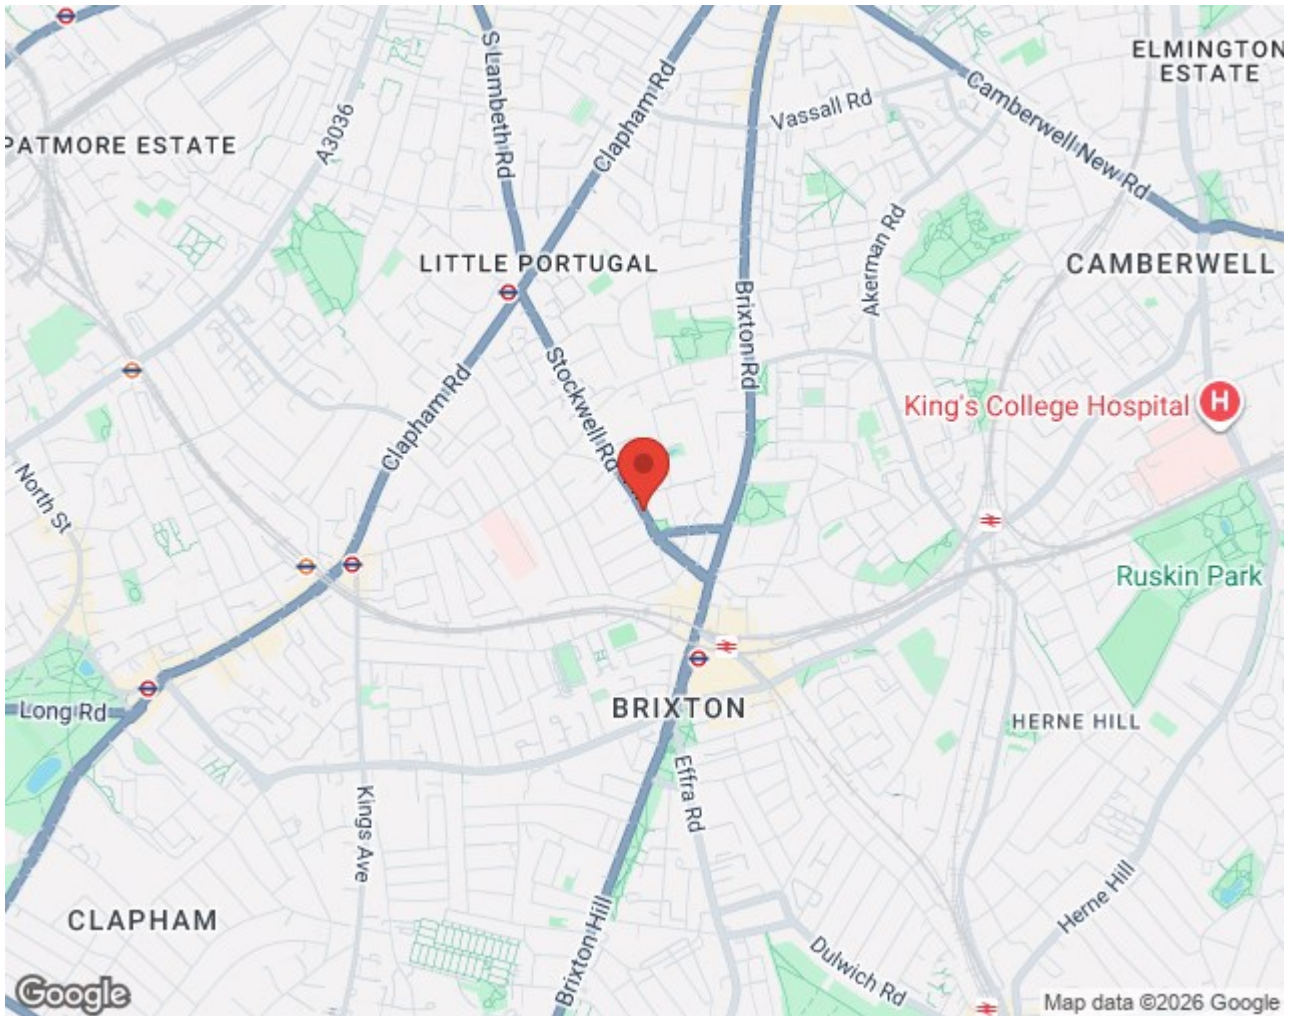 S Lambeth Rd
Clapham Rd
ELMINGTON
ESTATE
Vassall Rd
Camberwell New Rd
A3036
PATMORE ESTATE
Akerman Rd
LITTLE PORTUGAL
CAMBERWELL
Brixton Rd
Stockwell Rd
Clapham Rd
King's College Hospital
H
North St
Ruskin Park
Long Rd
BRIXTON
HERNE HILL
Effra Rd
Kings Ave
CLAPHAM
Herne Hill
Brixton Hill
Dulwich Rd
Google
Map data ©2026 Google